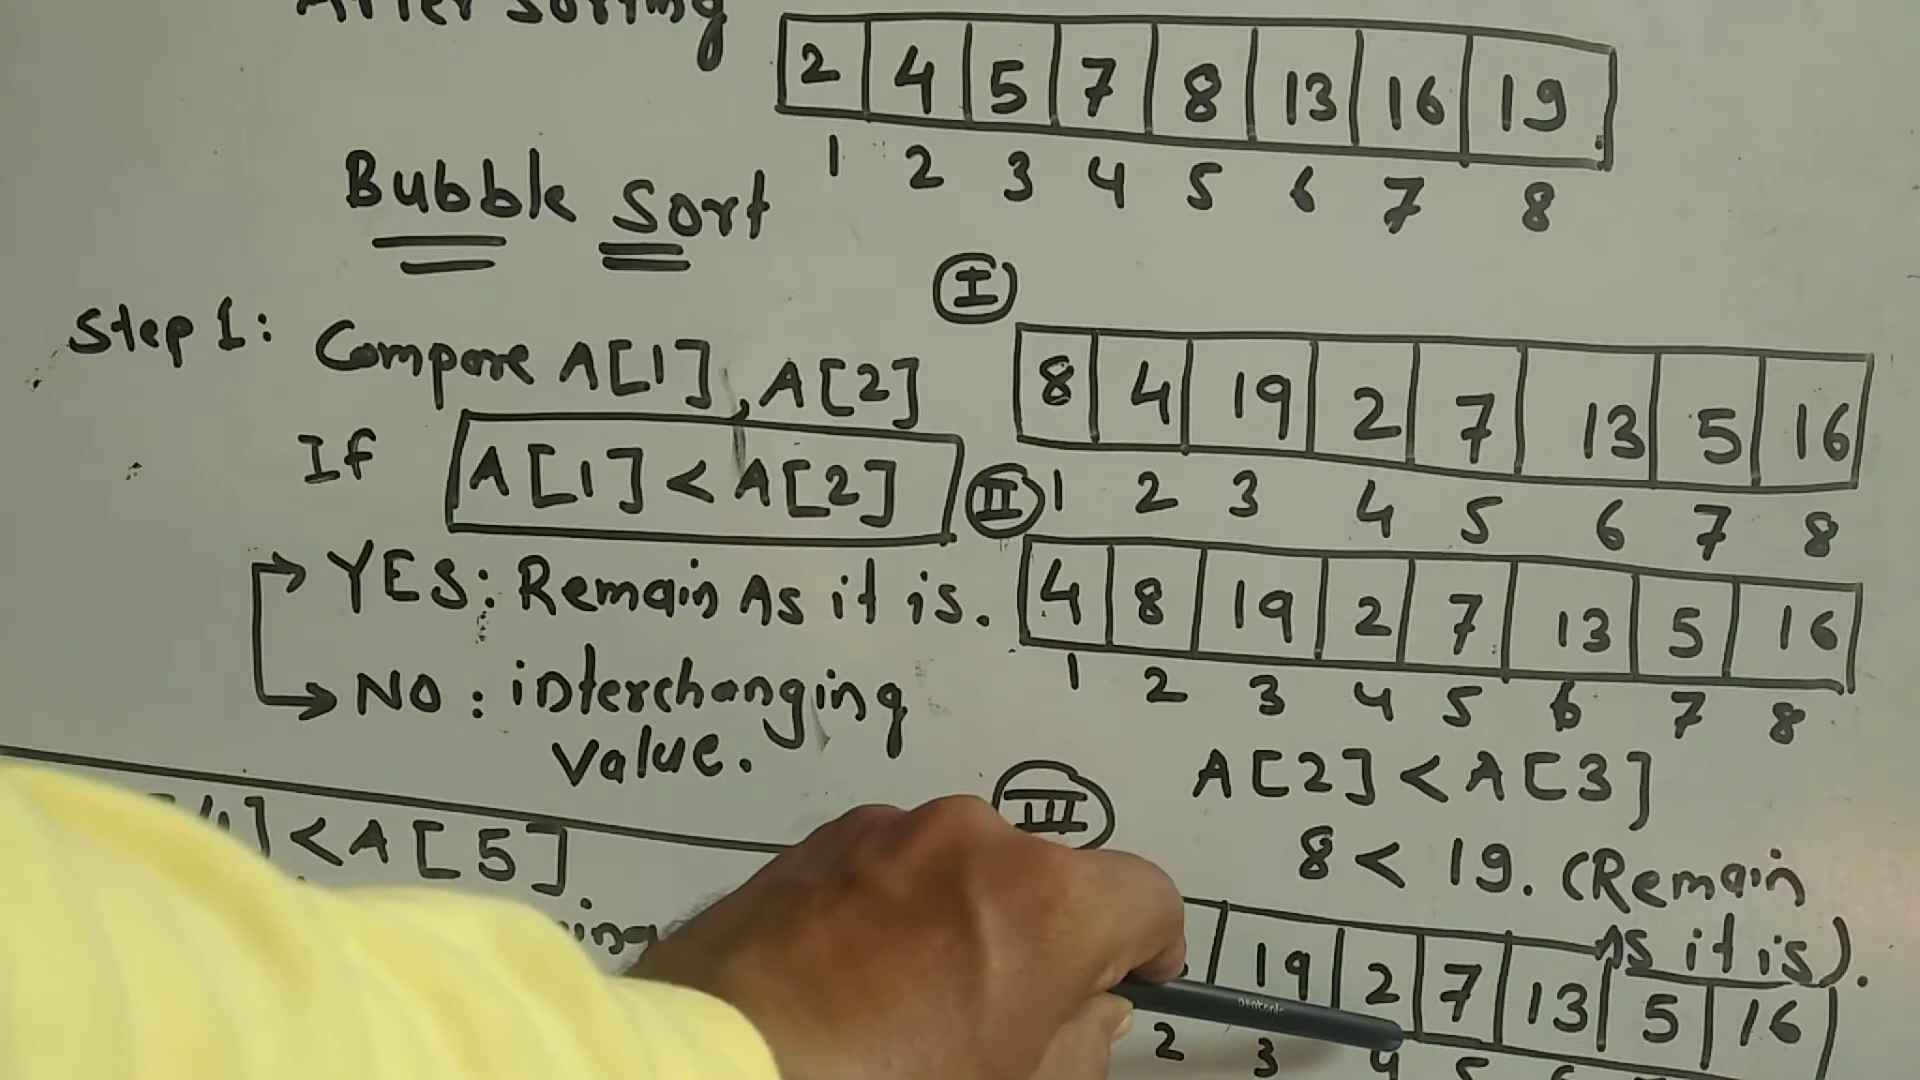 After Sorting
2 4 5 7 8 13 16 19
1 2 3 4 5 6 7 8
Bubble Sort
Step 1: Compare A[1], A[2]
If A[1] < A[2]
YES: Remain As it is.
NO: interchanging
value.
I
8 4 19 2 7 13 5 16
1 2 3 4 5 6 7 8
II
4 8 19 2 7 13 5 16
1 2 3 4 5 6 7 8
A[2] < A[3]
8 < 19. (Remain
As it is).
III
19 2 7 13 5 16
2 3 4 5
] < A[5]